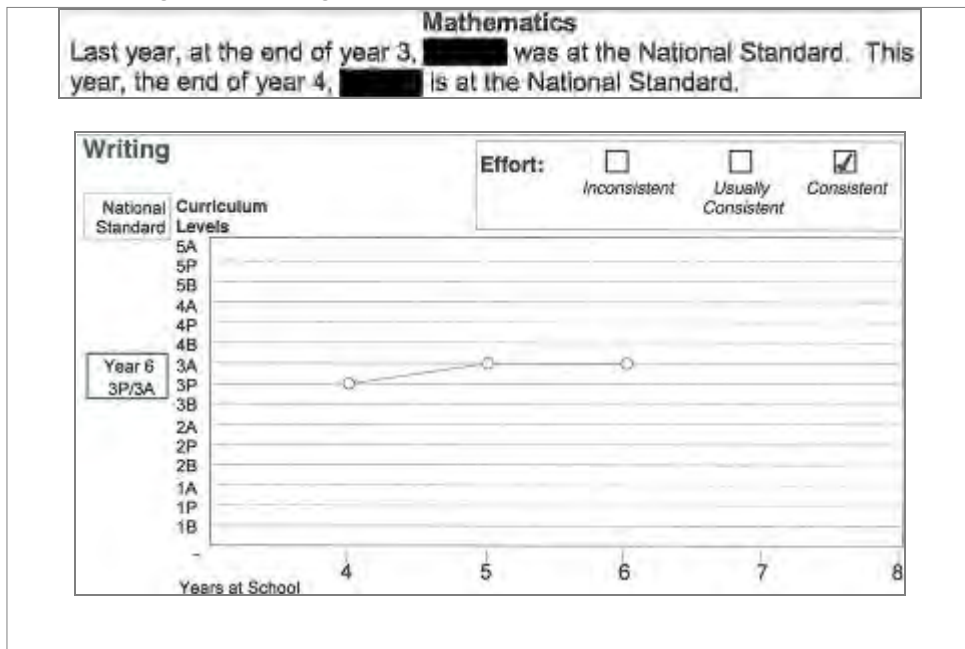 Mathematics
Last year, at the end of year 3, was at the National Standard. This
year, the end of year 4, is at the National Standard.
Writing
Effort:
Inconsistent
Usually
Consistent
Consistent
National
Standard
Curriculum
Levels
5A
5P
5B
4A
4P
4B
Year 6
3P/3A
3A
3P
3B
2A
2P
2B
1A
1P
1B
-
4 5 6 7 8
Years at School